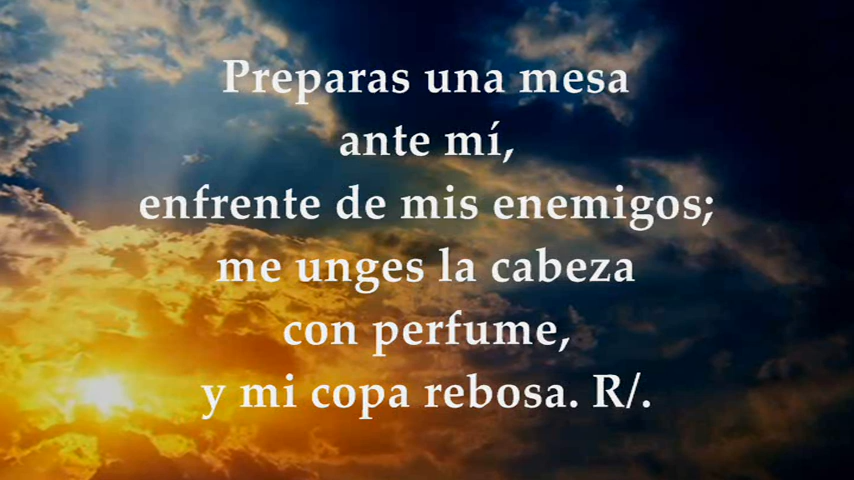 Preparas una mesa
ante mí,
enfrente de mis enemigos;
me unges la cabeza
con perfume,
y mi copa rebosa. R/.